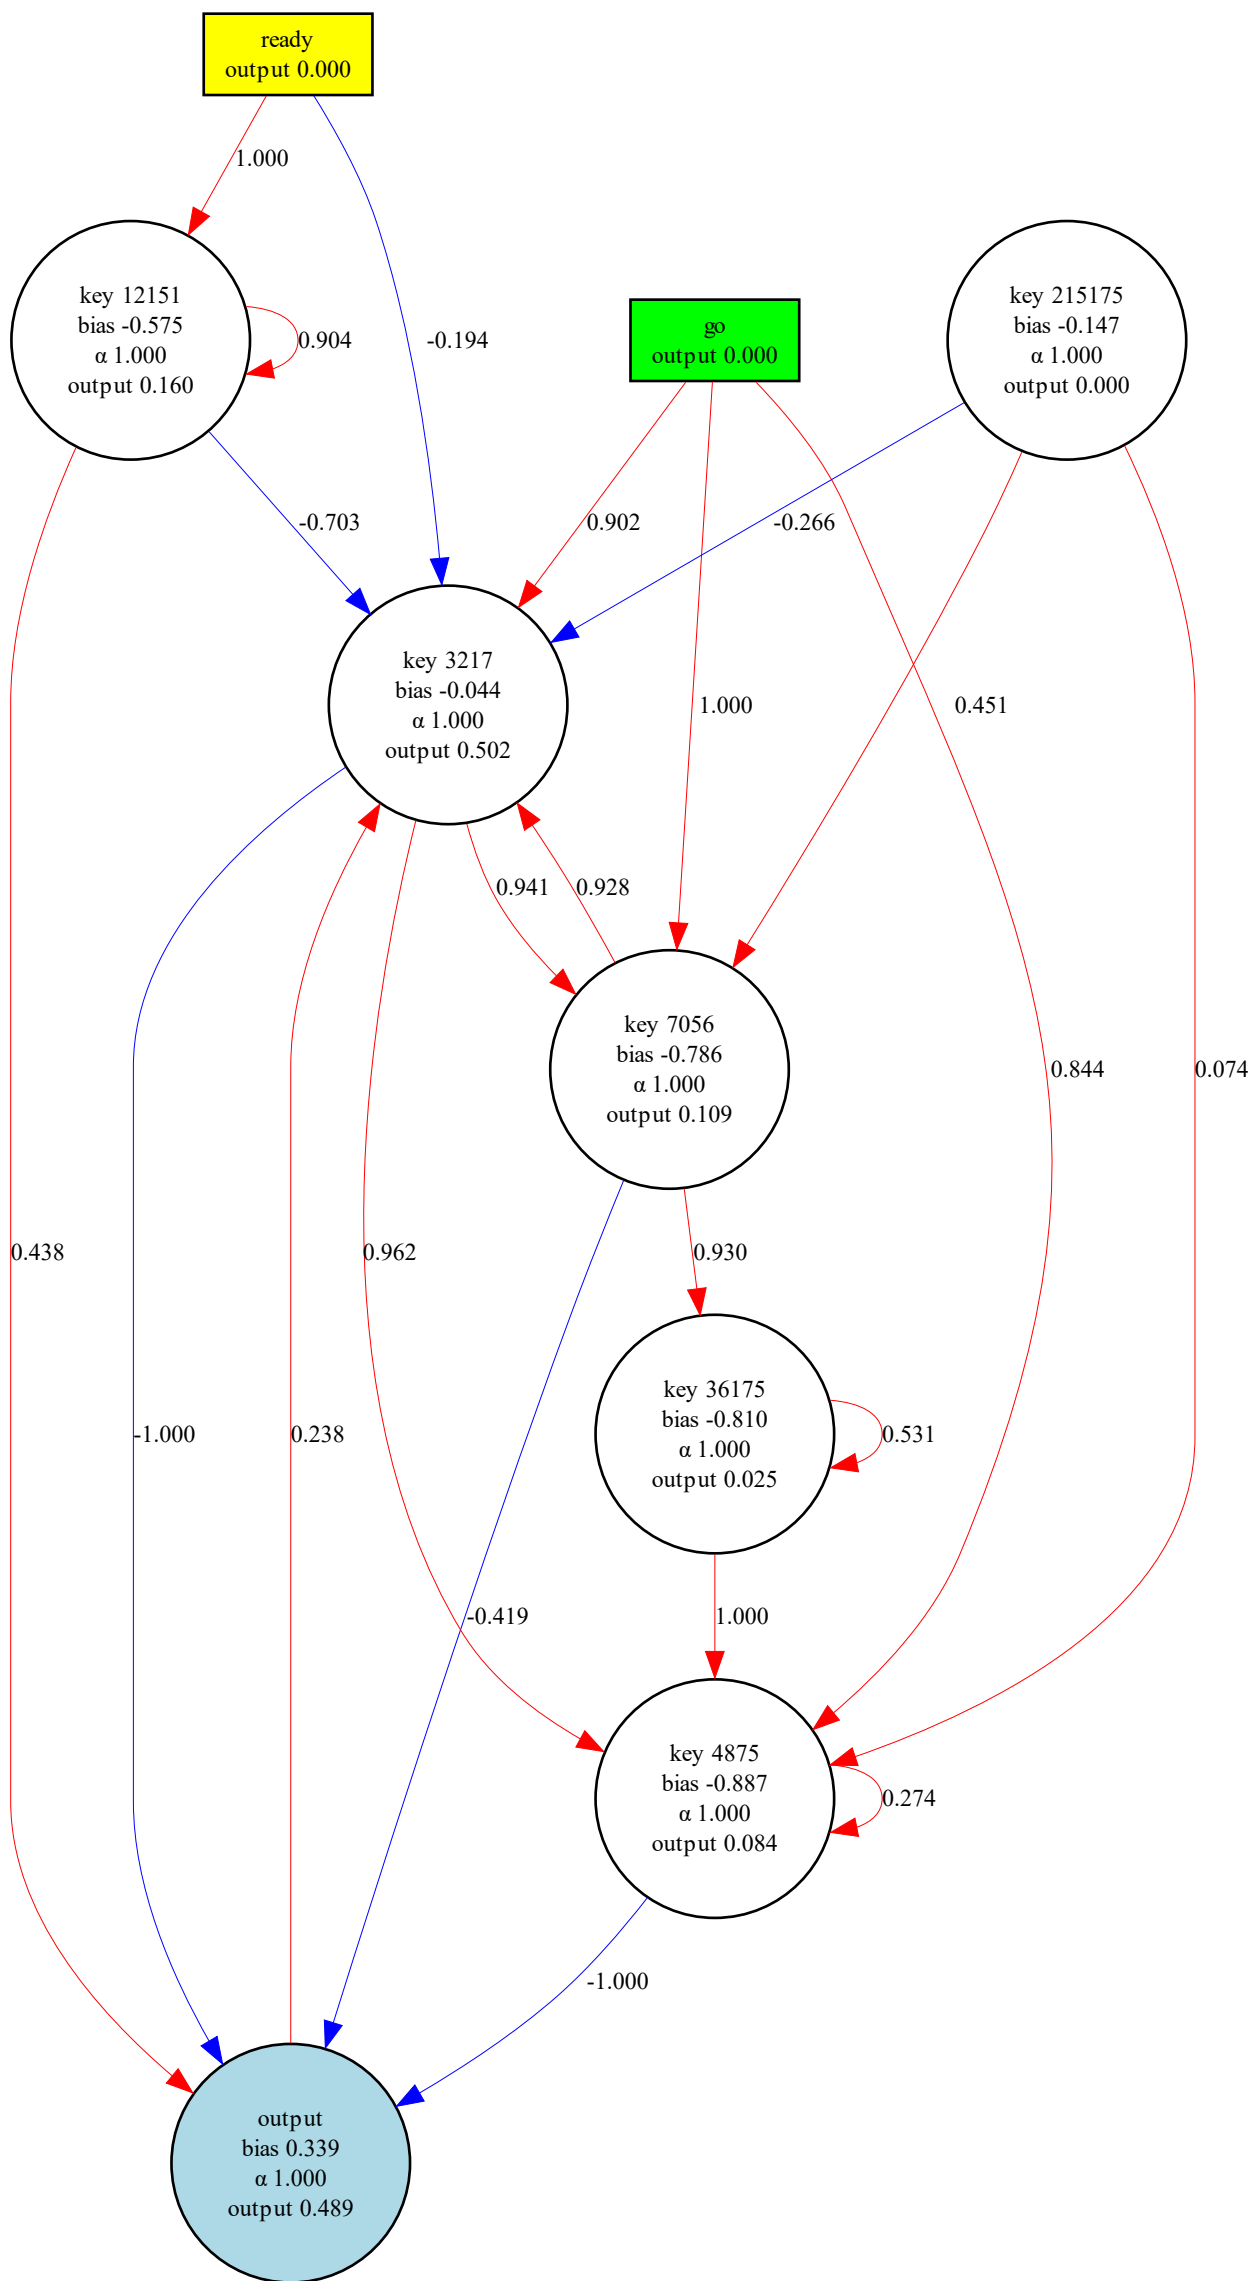 ready
output 0.000
1.000
key 12151
bias -0.575
α 1.000
output 0.160
0.904
-0.194
go
output 0.000
key 215175
bias -0.147
α 1.000
output 0.000
-0.703
0.902
-0.266
key 3217
bias -0.044
α 1.000
output 0.502
1.000
0.451
0.941
0.928
key 7056
bias -0.786
α 1.000
output 0.109
0.844
0.074
0.438
0.962
0.930
key 36175
bias -0.810
α 1.000
output 0.025
0.531
-1.000
0.238
-0.419
1.000
key 4875
bias -0.887
α 1.000
output 0.084
0.274
-1.000
output
bias 0.339
α 1.000
output 0.489